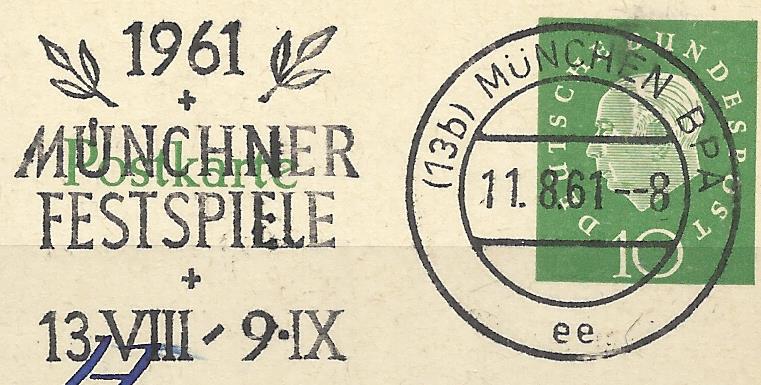 1961
+
MÜNCHNER
Postkarte
FESTSPIELE
+
13·VIII - 9·IX
(13b) MÜNCHEN BPA
11.8.61--8
ee
DEUTSCHE BUNDESPOST
10